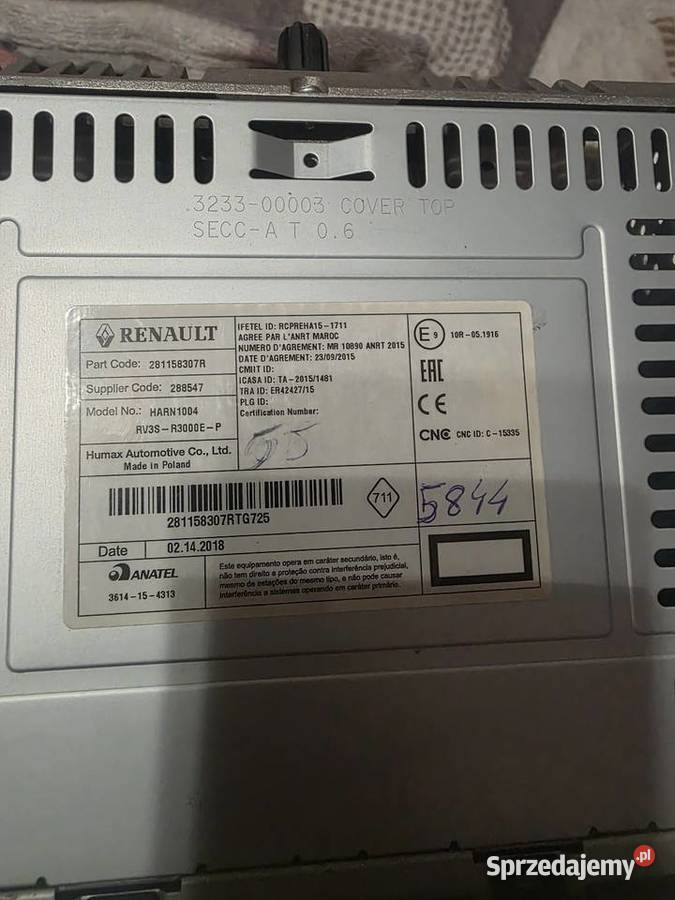 .3233-00003 COVER TOP
SECC-A T 0.6
RENAULT
Part Code: 281158307R
Supplier Code: 288547
Model No.: HARN1004
RV3S-R3000E-P
Humax Automotive Co., Ltd.
Made in Poland
IFETEL ID: RCPREHA15-1711
AGREE PAR L'ANRT MAROC
NUMERO D'AGREMENT: MR 10890 ANRT 2015
DATE D'AGREMENT: 23/09/2015
CMIIT ID:
ICASA ID: TA-2015/1481
TRA ID: ER42427/15
PLG ID:
Certification Number:
55
E9 10R-05.1916
EAC
CE
CNC CNC ID: C-15335
281158307RTG725
711
5844
Date 02.14.2018
ANATEL
3614-15-4313
Este equipamento opera em caráter secundário, isto é,
não tem direito a proteção contra interferência prejudicial,
mesmo de estações do mesmo tipo, e não pode causar
interferência a sistemas operando em caráter primário.
Sprzedajemy.pl